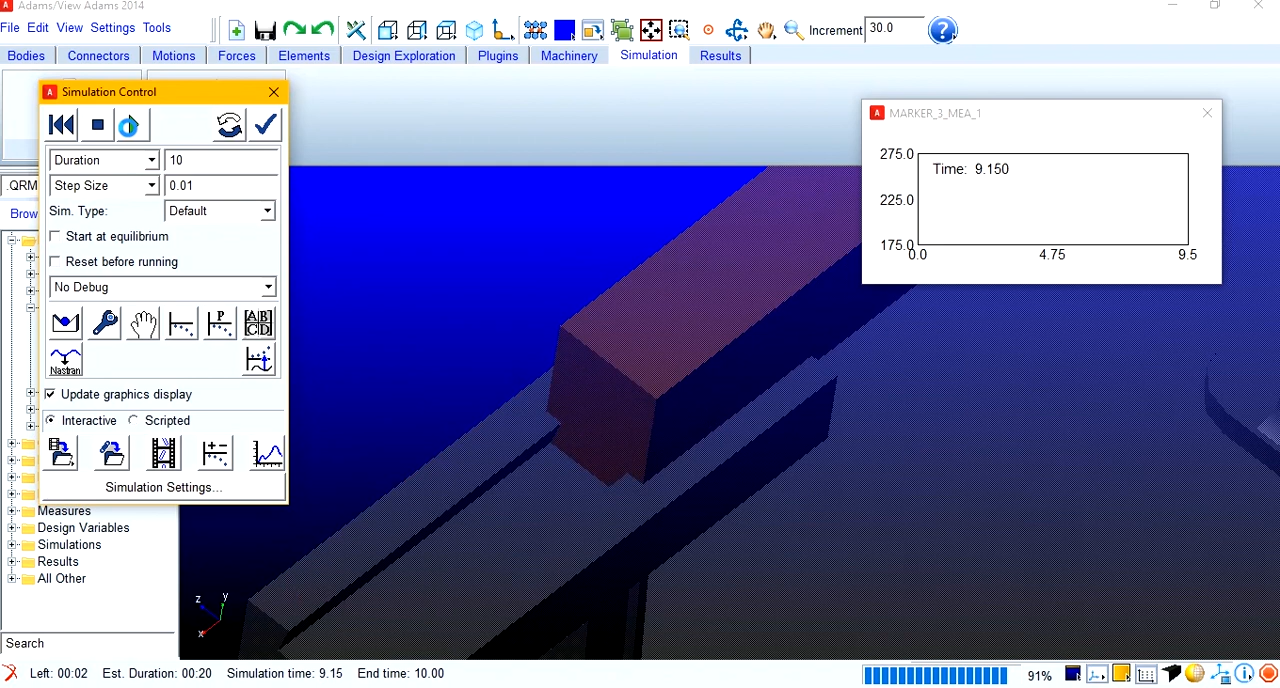 Adams/View Adams 2014
File Edit View Settings Tools
Increment 30.0
Bodies Connectors Motions Forces Elements Design Exploration Plugins Machinery Simulation Results
Simulation Control
Duration 10
Step Size 0.01
Sim. Type: Default
Start at equilibrium
Reset before running
No Debug
P
AB
CD
Nastran
Update graphics display
Interactive Scripted
Simulation Settings...
.QRM
Brow
Measures
Design Variables
Simulations
Results
All Other
Search
MARKER_3_MEA_1
275.0
Time: 9.150
225.0
175.0
0.0 4.75 9.5
z y
x
Left: 00:02 Est. Duration: 00:20 Simulation time: 9.15 End time: 10.00
91%